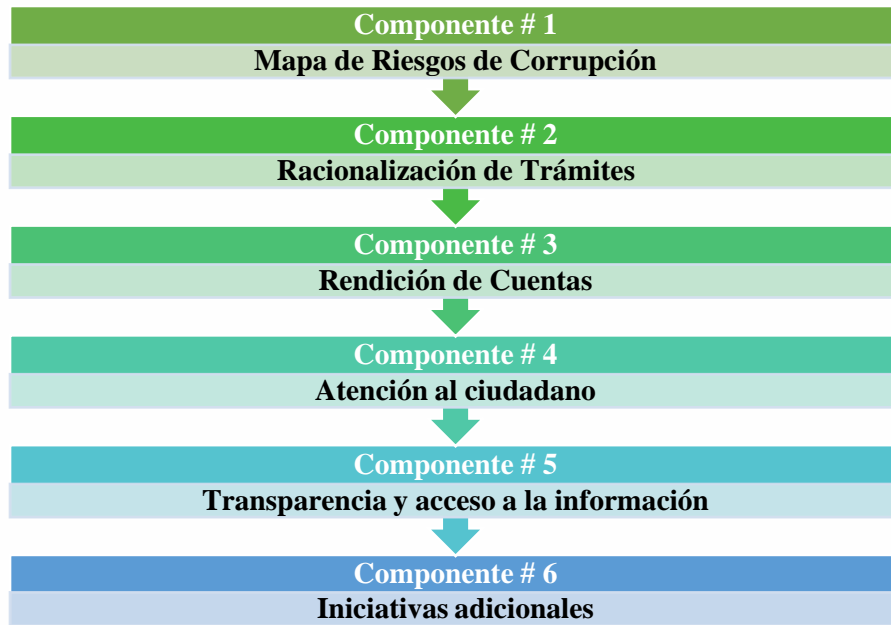 Componente # 1
Mapa de Riesgos de Corrupción
Componente # 2
Racionalización de Trámites
Componente # 3
Rendición de Cuentas
Componente # 4
Atención al ciudadano
Componente # 5
Transparencia y acceso a la información
Componente # 6
Iniciativas adicionales